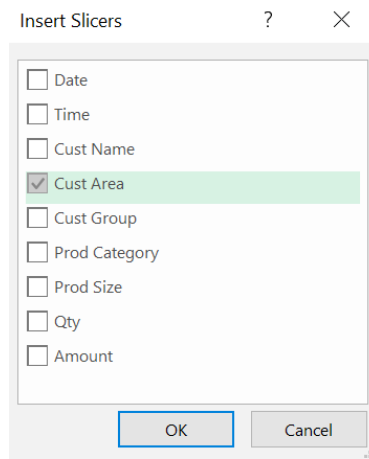 Insert Slicers ?
Date
Time
Cust Name
Cust Area
Cust Group
Prod Category
Prod Size
Qty
Amount
OK Cancel